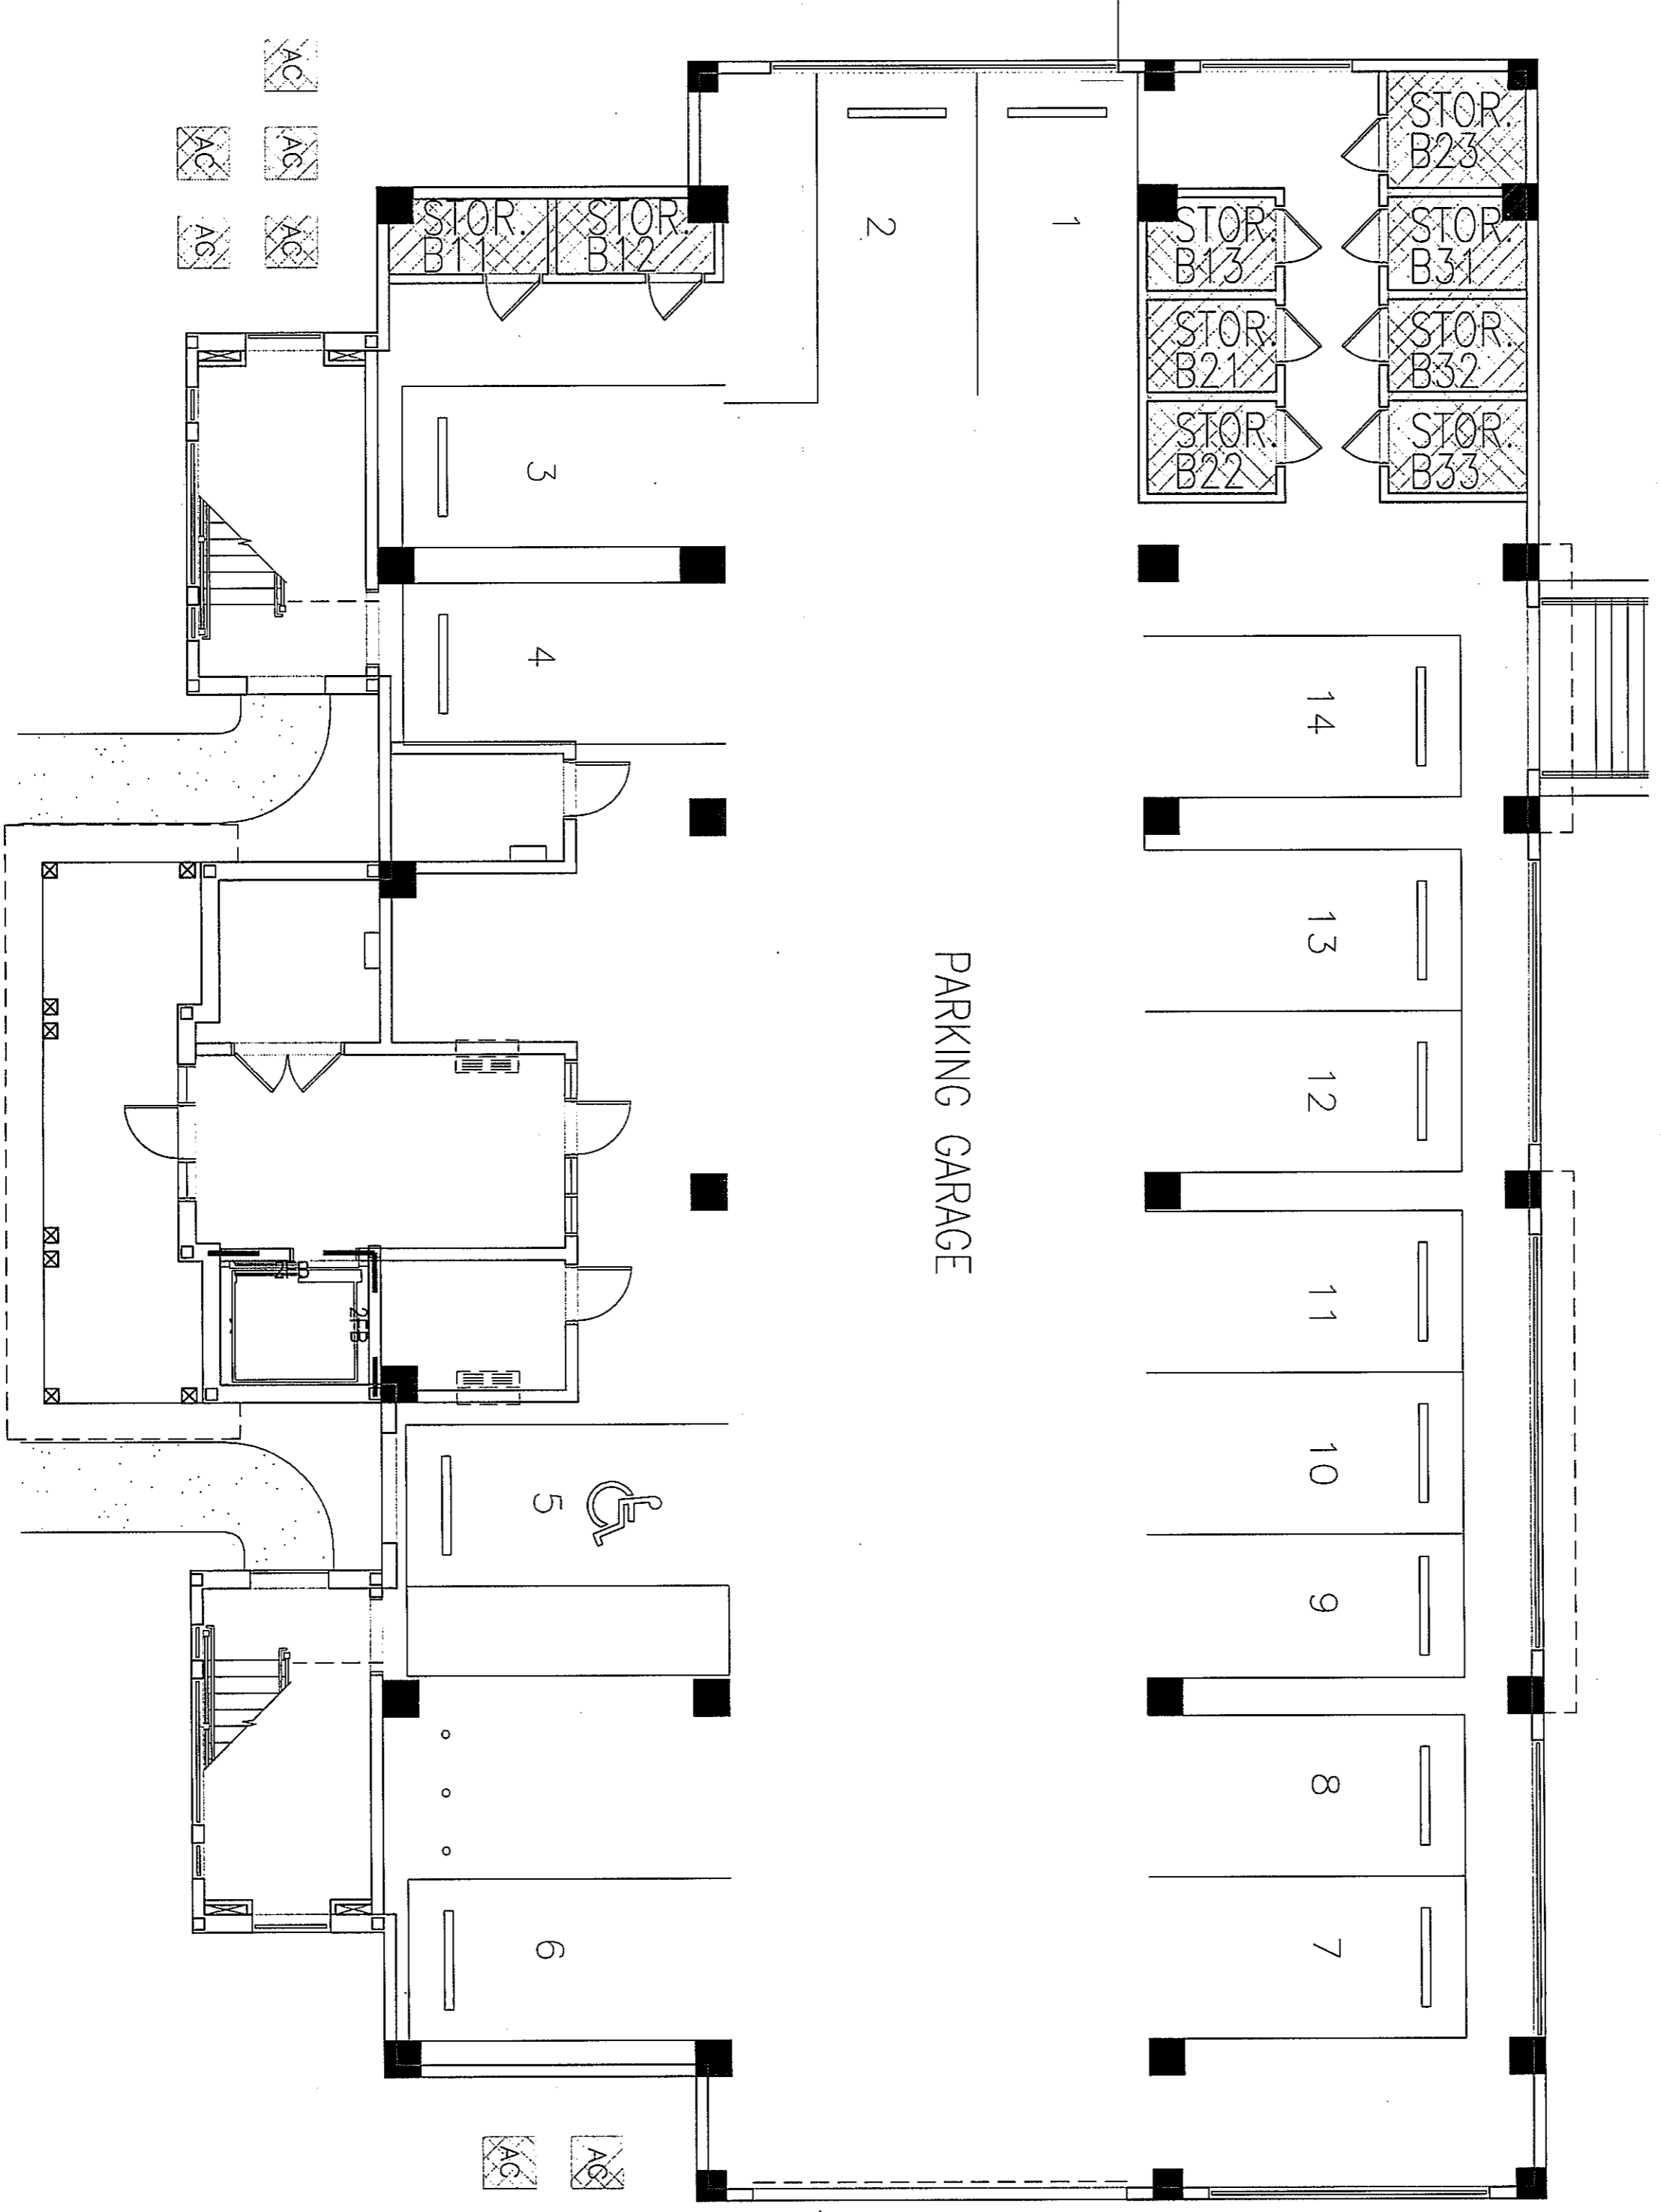 AC
AC
AC
AC
AC
STOR.
B11
STOR.
B12
2
1
STOR.
B23
STOR.
B13
STOR.
B31
STOR.
B21
STOR.
B32
STOR.
B22
STOR.
B33
3
4
14
13
12
PARKING GARAGE
11
10
9
5
8
7
6
AC
AC